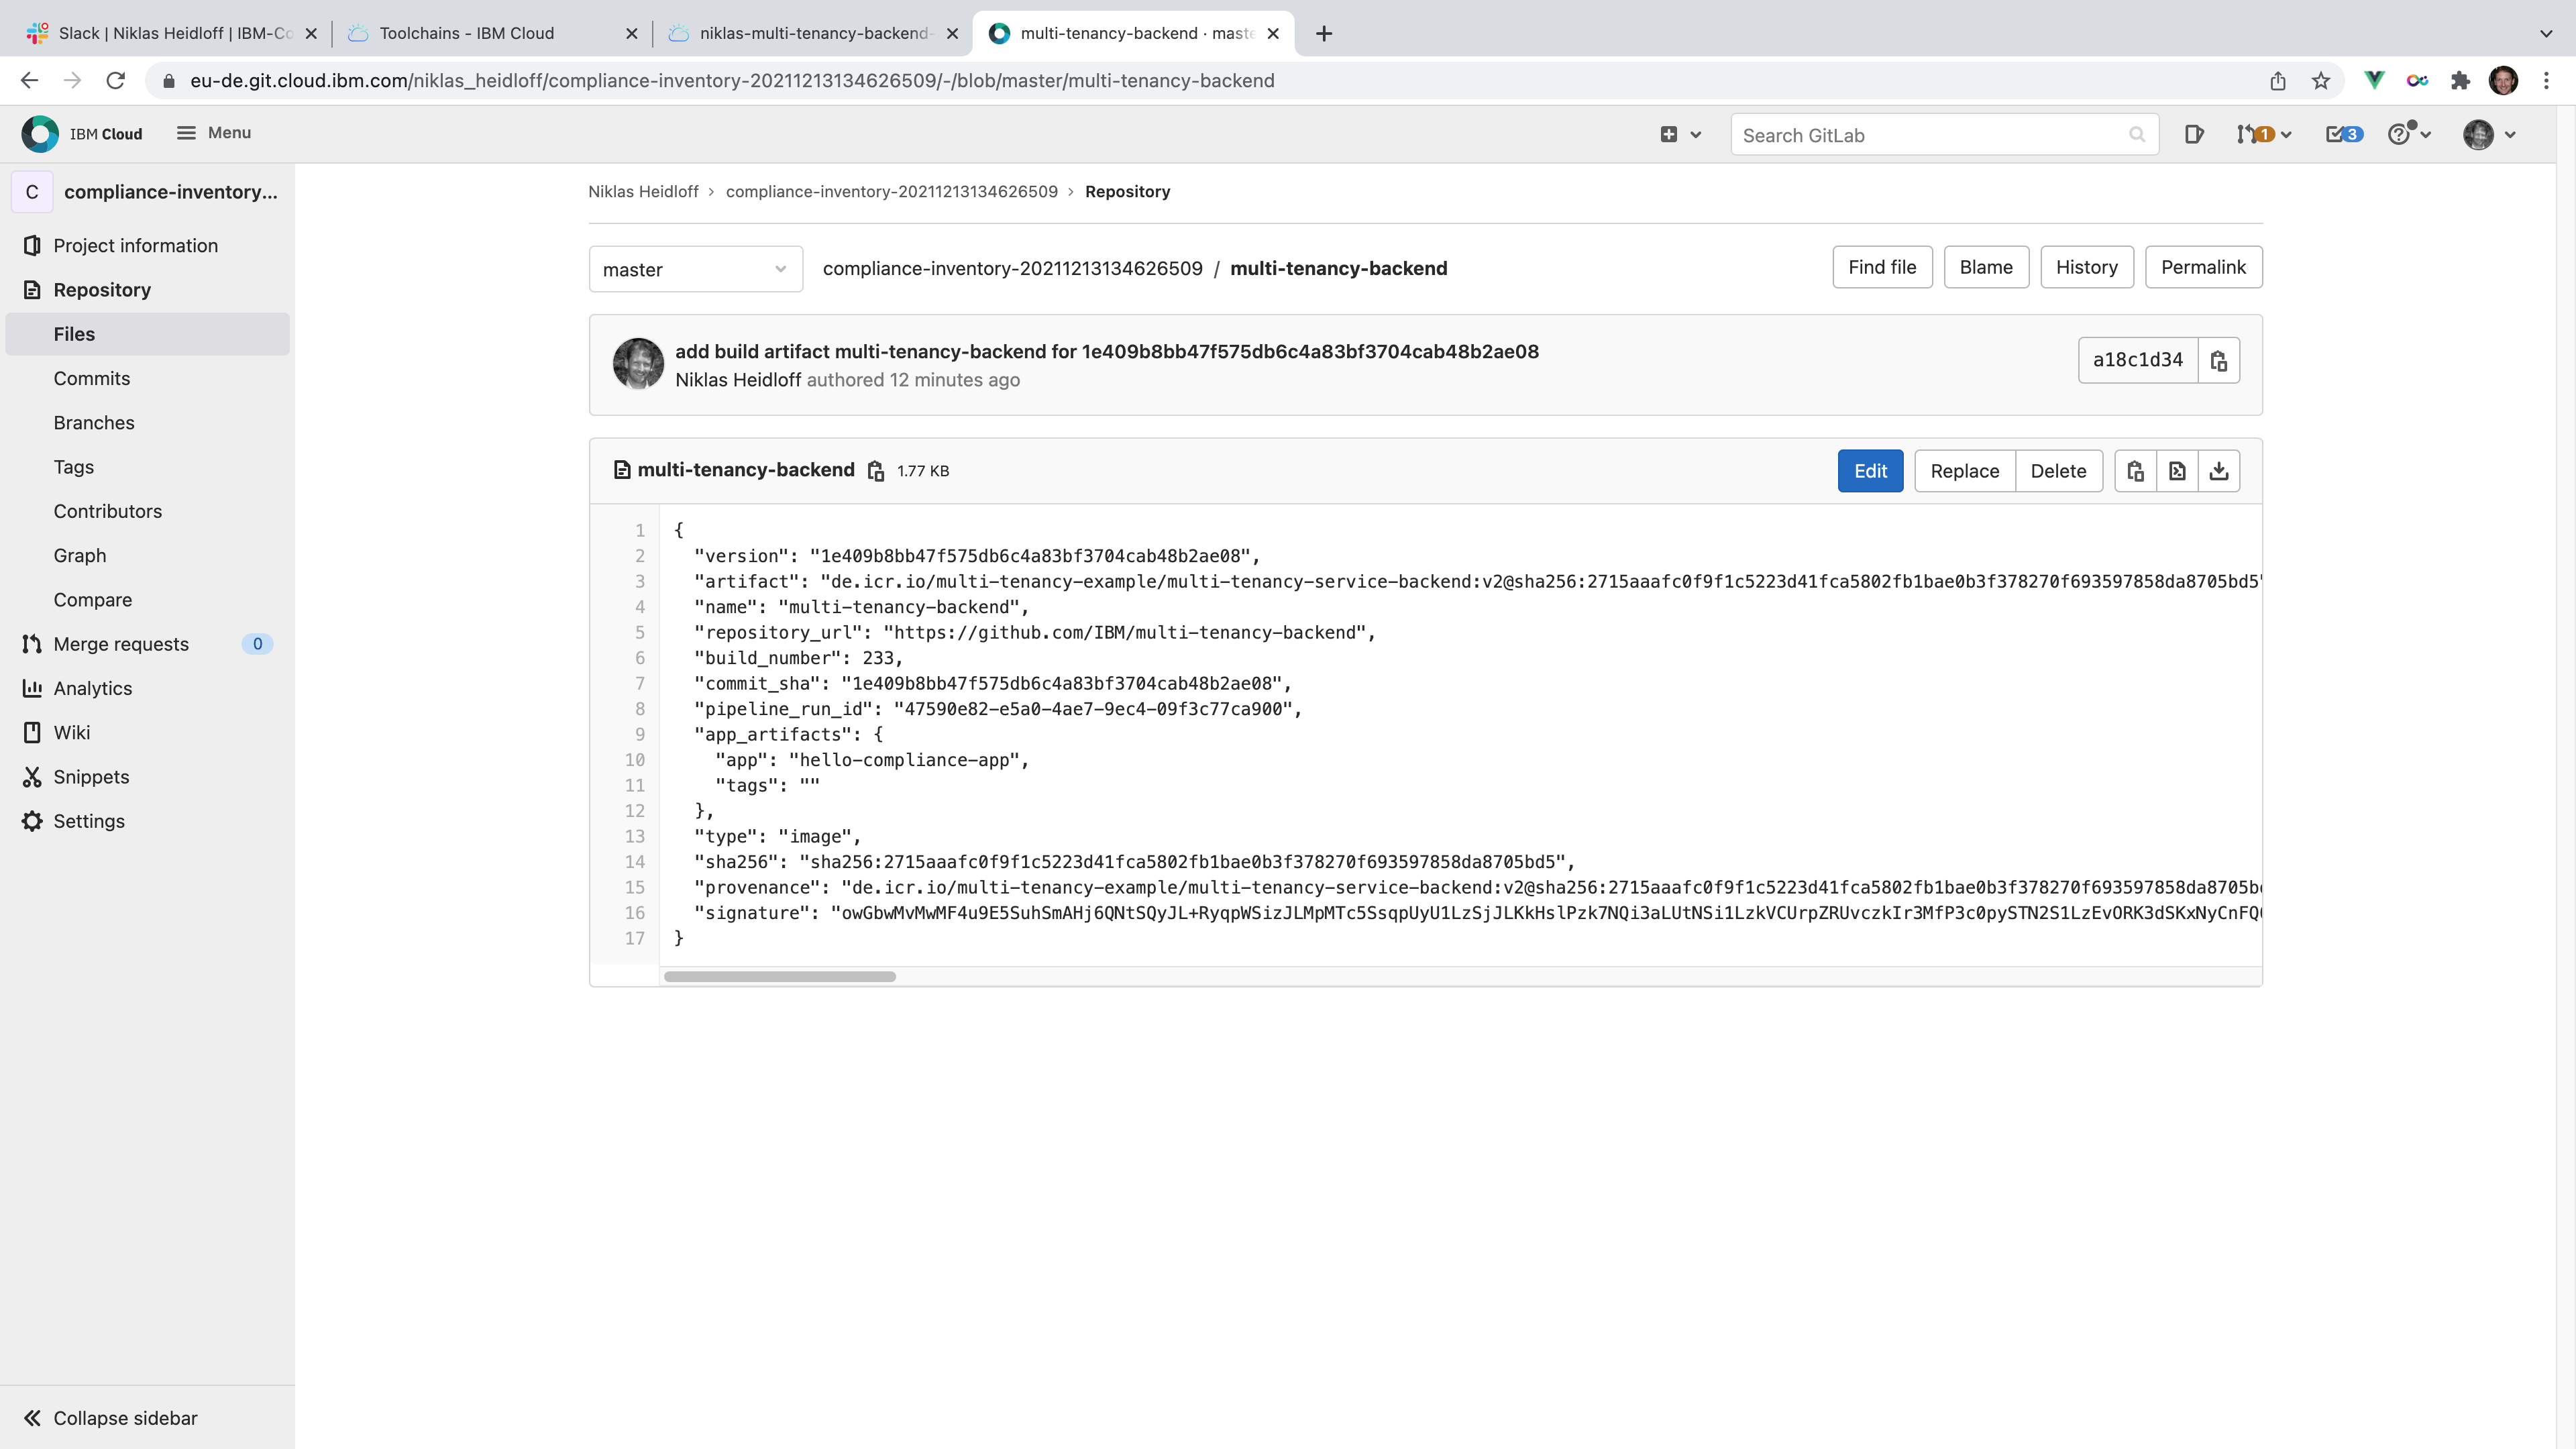 Slack | Niklas Heidloff | IBM-Co
Toolchains - IBM Cloud
niklas-multi-tenancy-backend-
multi-tenancy-backend · maste
eu-de.git.cloud.ibm.com/niklas_heidloff/compliance-inventory-20211213134626509/-/blob/master/multi-tenancy-backend
IBM Cloud
Menu
Search GitLab
1
3
C
compliance-inventory...
Project information
Repository
Files
Commits
Branches
Tags
Contributors
Graph
Compare
Merge requests
0
Analytics
Wiki
Snippets
Settings
Collapse sidebar
Niklas Heidloff > compliance-inventory-20211213134626509 > Repository
master
compliance-inventory-20211213134626509 / multi-tenancy-backend
Find file
Blame
History
Permalink
add build artifact multi-tenancy-backend for 1e409b8bb47f575db6c4a83bf3704cab48b2ae08
Niklas Heidloff authored 12 minutes ago
a18c1d34
multi-tenancy-backend
1.77 KB
Edit
Replace
Delete
1 {
2 "version": "1e409b8bb47f575db6c4a83bf3704cab48b2ae08",
3 "artifact": "de.icr.io/multi-tenancy-example/multi-tenancy-service-backend:v2@sha256:2715aaafc0f9f1c5223d41fca5802fb1bae0b3f378270f693597858da8705bd5"
4 "name": "multi-tenancy-backend",
5 "repository_url": "https://github.com/IBM/multi-tenancy-backend",
6 "build_number": 233,
7 "commit_sha": "1e409b8bb47f575db6c4a83bf3704cab48b2ae08",
8 "pipeline_run_id": "47590e82-e5a0-4ae7-9ec4-09f3c77ca900",
9 "app_artifacts": {
10 "app": "hello-compliance-app",
11 "tags": ""
12 },
13 "type": "image",
14 "sha256": "sha256:2715aaafc0f9f1c5223d41fca5802fb1bae0b3f378270f693597858da8705bd5",
15 "provenance": "de.icr.io/multi-tenancy-example/multi-tenancy-service-backend:v2@sha256:2715aaafc0f9f1c5223d41fca5802fb1bae0b3f378270f693597858da8705b
16 "signature": "owGbwMvMwMF4u9E5SuhSmAHj6QNtSQyJL+RyqpWSizJLMpMTc5SsqpUyU1LzSjJLKkHslPzk7NQi3aLUtNSi1LzkVCUrpZRUvczkIr3MfP3c0pySTN2S1LzEvORK3dSKxNyCnFQ
17 }